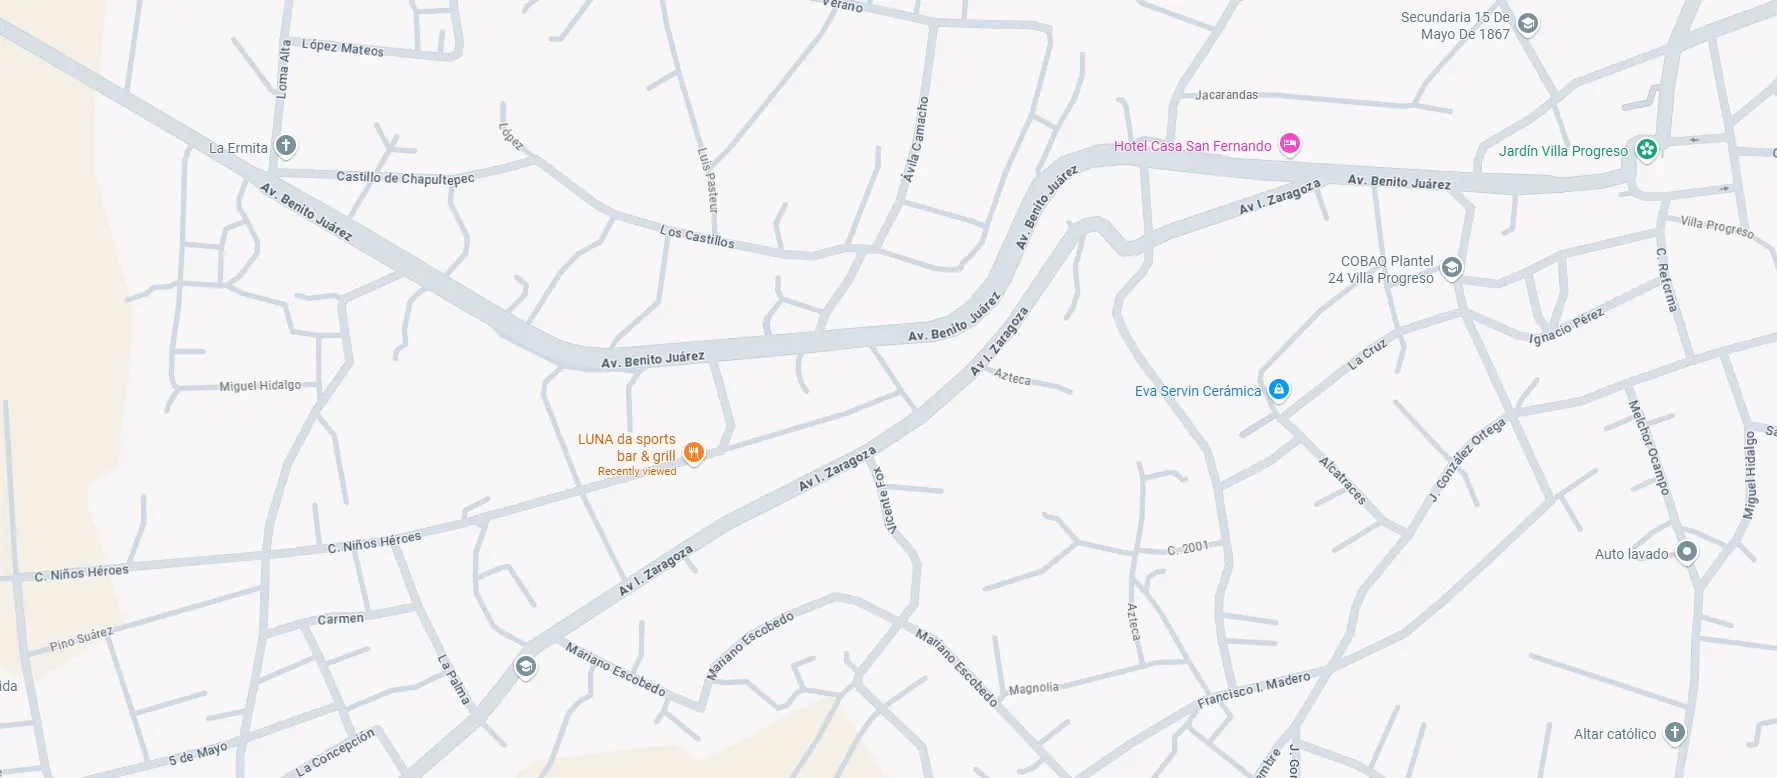 Verano
Secundaria 15 De
Mayo De 1867
López Mateos
Loma Alta
Jacarandas
Ávila Camacho
López
La Ermita
Hotel Casa San Fernando
Jardín Villa Progreso
Luis Pasteur
Castillo de Chapultepec
Av. Benito Juárez
Av. Benito Juárez
Av. Benito Juárez
Av I. Zaragoza
Villa Progreso
Los Castillos
COBAQ Plantel
24 Villa Progreso
C. Reforma
Av. Benito Juárez
Av I. Zaragoza
Ignacio Pérez
Av. Benito Juárez
La Cruz
Azteca
Miguel Hidalgo
Eva Servin Cerámica
LUNA da sports
bar & grill
Recently viewed
Av I. Zaragoza
Melchor Ocampo
J. González Ortega
Miguel Hidalgo
Alcatraces
Vicente Fox
C. Niños Héroes
C. 2001
Auto lavado
C. Niños Héroes
Av I. Zaragoza
Carmen
Azteca
Pino Suárez
Mariano Escobedo
Mariano Escobedo
Mariano Escobedo
La Palma
ida
Magnolia
Francisco I. Madero
Altar católico
5 de Mayo
La Concepción
J. Gor
mbre